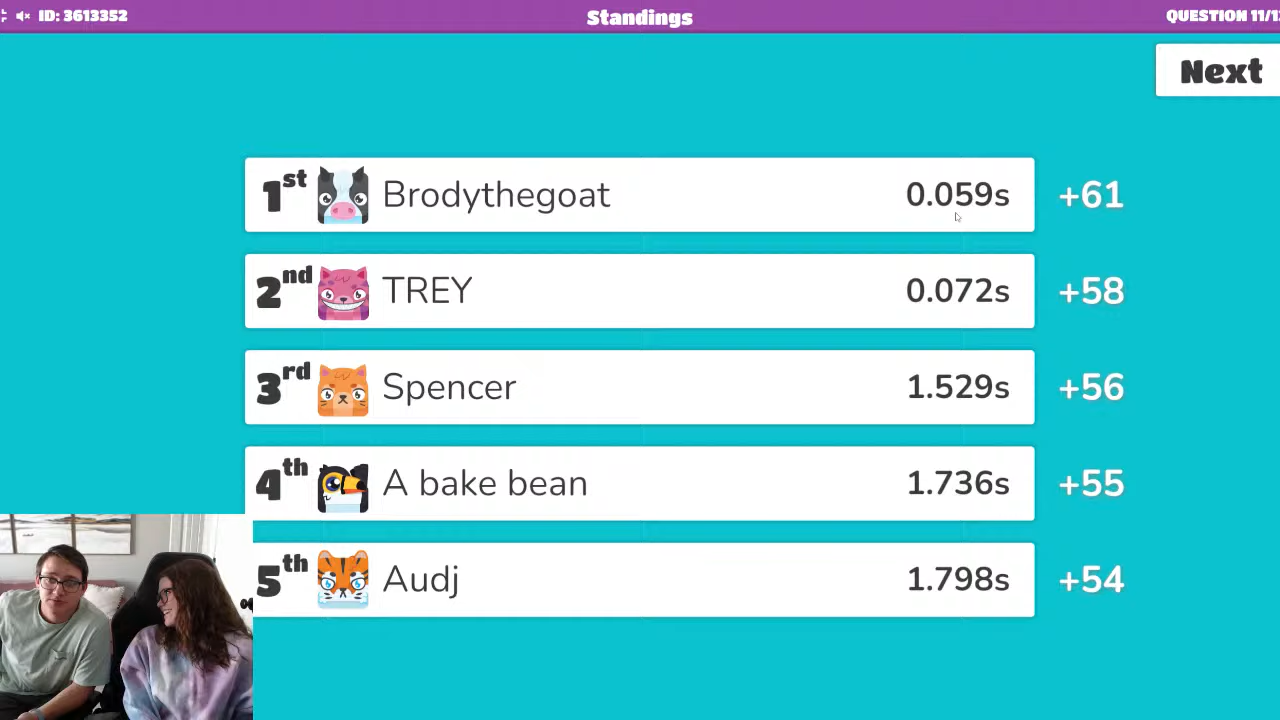 ID: 3613352
Standings
QUESTION 11/1
Next
1st Brodythegoat 0.059s +61
2nd TREY 0.072s +58
3rd Spencer 1.529s +56
4th A bake bean 1.736s +55
5th Audj 1.798s +54